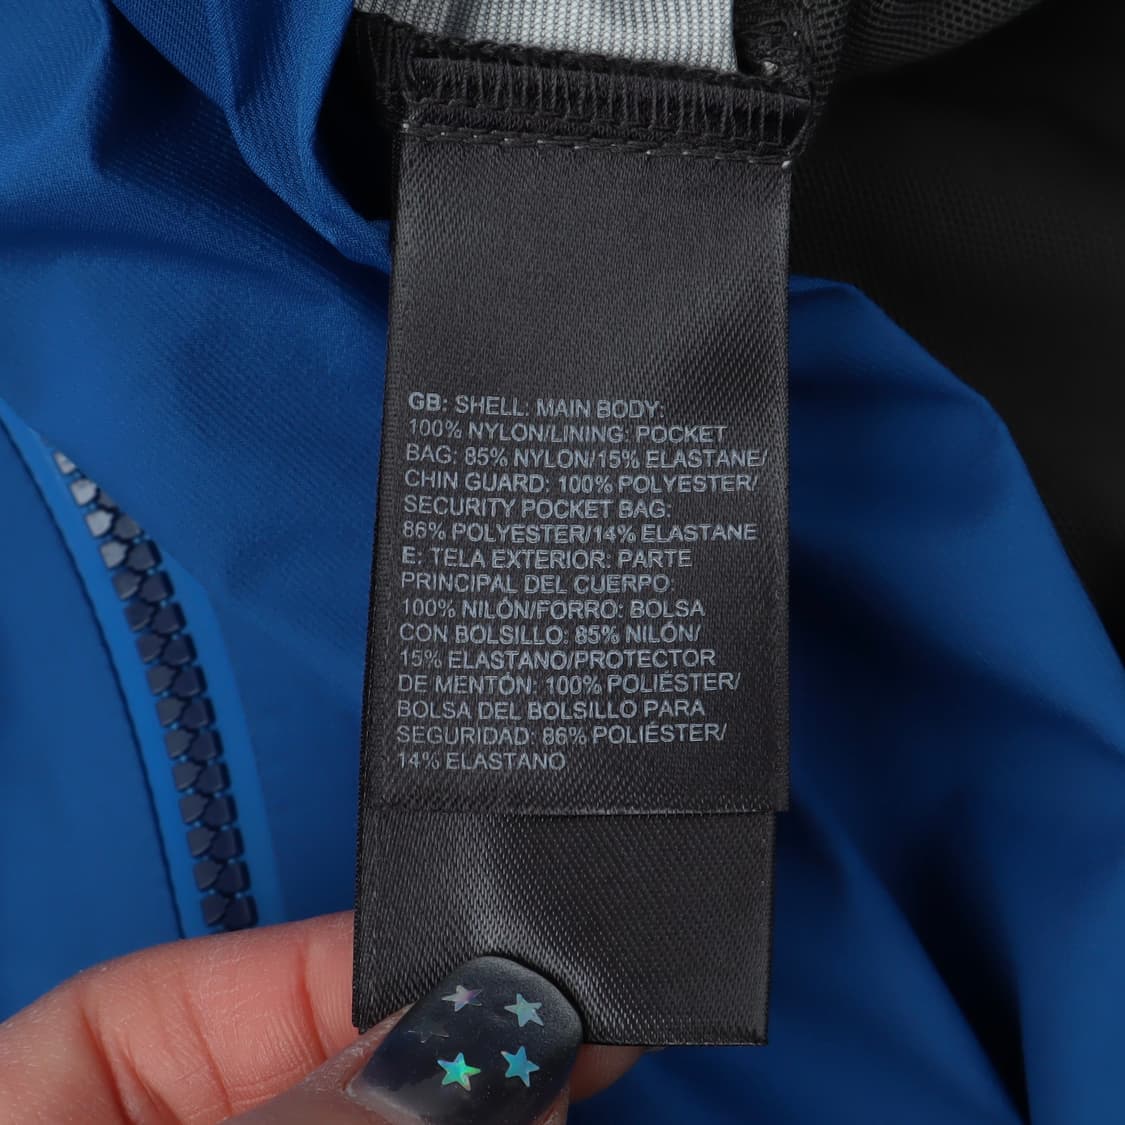 GB: SHELL: MAIN BODY:
100% NYLON/LINING: POCKET
BAG: 85% NYLON/15% ELASTANE/
CHIN GUARD: 100% POLYESTER/
SECURITY POCKET BAG:
86% POLYESTER/14% ELASTANE
E: TELA EXTERIOR: PARTE
PRINCIPAL DEL CUERPO:
100% NILÓN/FORRO: BOLSA
CON BOLSILLO: 85% NILÓN/
15% ELASTANO/PROTECTOR
DE MENTÓN: 100% POLIÉSTER/
BOLSA DEL BOLSILLO PARA
SEGURIDAD: 86% POLIÉSTER/
14% ELASTANO